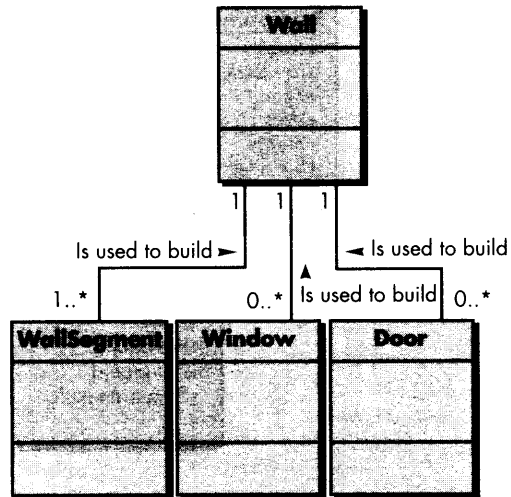 Wall
1 1 1
Is used to build ► ◄ Is used to build
▲
1..* 0..* Is used to build 0..*
WallSegment Window Door